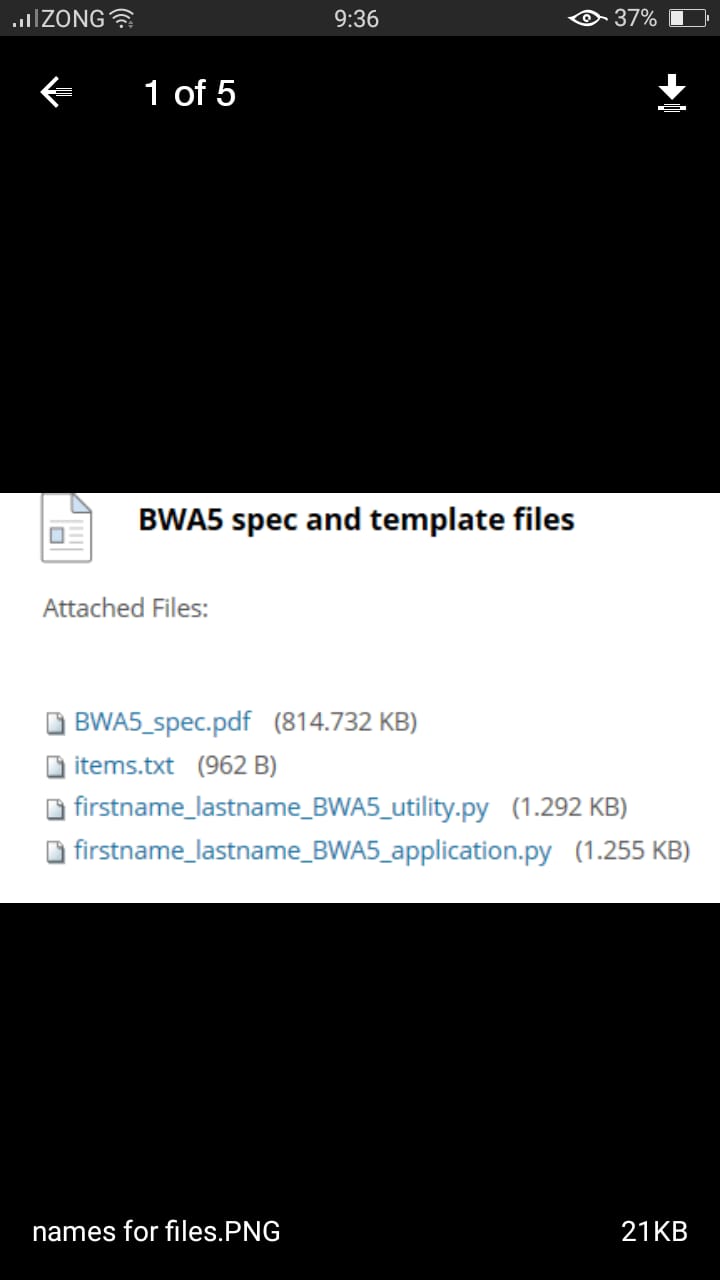 ZONG 9:36 37%
1 of 5
BWA5 spec and template files
Attached Files:
BWA5_spec.pdf (814.732 KB)
items.txt (962 B)
firstname_lastname_BWA5_utility.py (1.292 KB)
firstname_lastname_BWA5_application.py (1.255 KB)
names for files.PNG 21KB